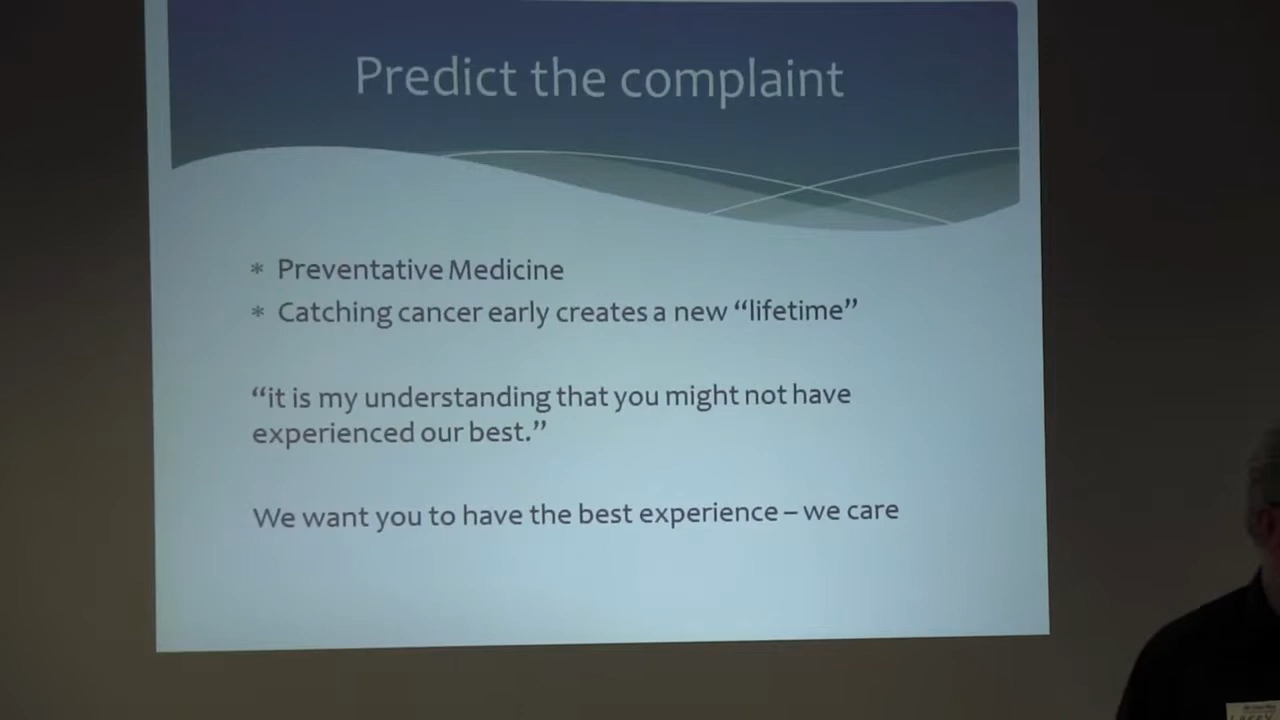 Predict the complaint
* Preventative Medicine
* Catching cancer early creates a new “lifetime”
“it is my understanding that you might not have
experienced our best.”
We want you to have the best experience – we care